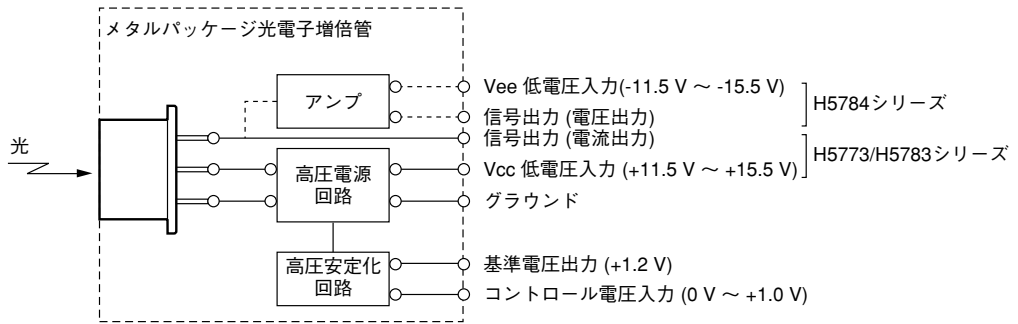 メタルパッケージ光電子増倍管
アンプ
Vee 低電圧入力(-11.5 V ～ -15.5 V)
信号出力 (電圧出力)
H5784シリーズ
信号出力 (電流出力)
H5773/H5783シリーズ
光
高圧電源
回路
Vcc 低電圧入力 (+11.5 V ～ +15.5 V)
グラウンド
高圧安定化
回路
基準電圧出力 (+1.2 V)
コントロール電圧入力 (0 V ～ +1.0 V)